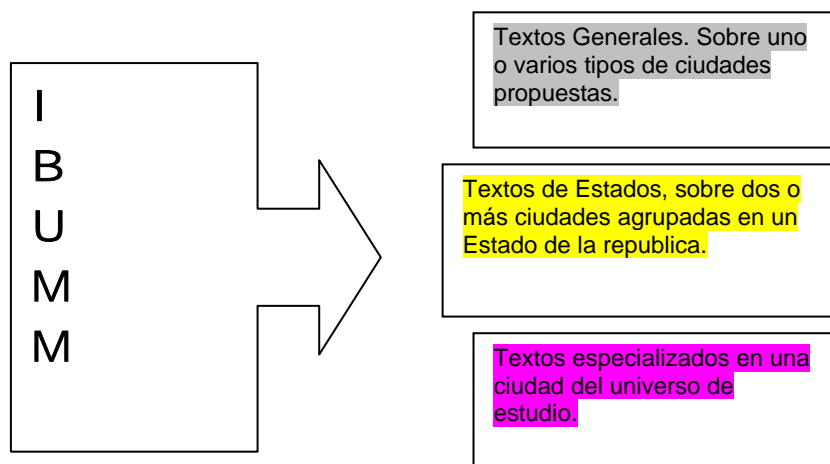 I
B
U
M
M
Textos Generales. Sobre uno
o varios tipos de ciudades
propuestas.
Textos de Estados, sobre dos o
más ciudades agrupadas en un
Estado de la republica.
Textos especializados en una
ciudad del universo de
estudio.